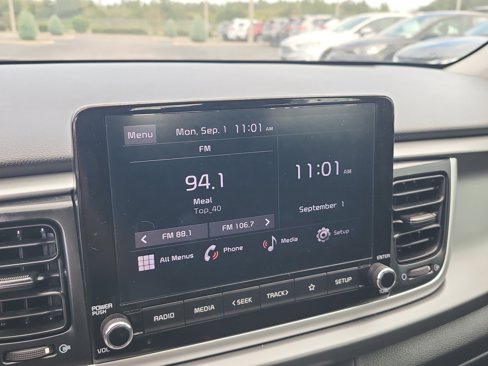 Menu Mon, Sep. 1 11:01 AM
FM
94.1
Meal
Top_40
FM 88.1 FM 106.7
11:01 AM
September 1
All Menus Phone Media Setup
POWER PUSH
VOL
RADIO MEDIA <SEEK TRACK> SETUP
ENTER